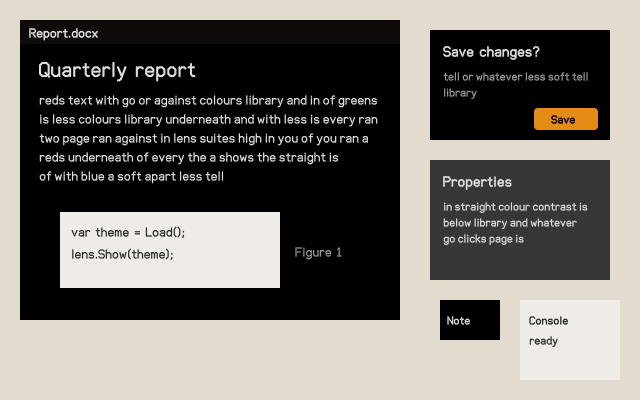 Report.docx
Quarterly report
reds text with go or against colours library and in of greens
is less colours library underneath and with less is every ran
two page ran against in lens suites high in you of you ran a
reds underneath of every the a shows the straight is
of with blue a soft apart less tell
var theme = Load();
lens.Show(theme);
Figure 1
Save changes?
tell or whatever less soft tell
library
Save
Properties
in straight colour contrast is
below library and whatever
go clicks page is
Note
Console
ready